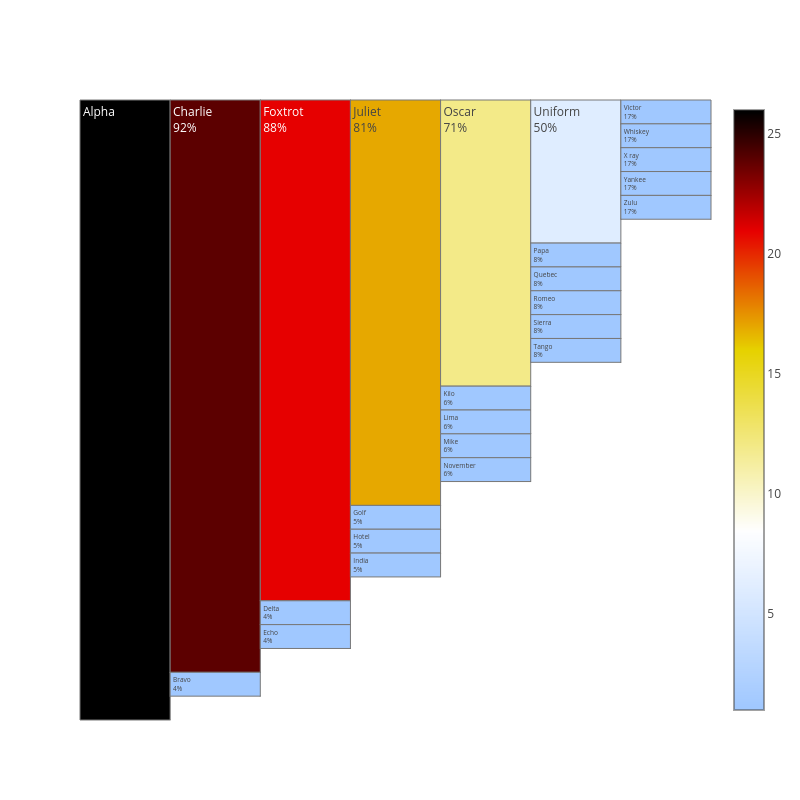 Alpha
Charlie
92%
Foxtrot
88%
Juliet
81%
Oscar
71%
Uniform
50%
Victor
17%
Whiskey
17%
X ray
17%
Yankee
17%
Zulu
17%
Papa
8%
Quebec
8%
Romeo
8%
Sierra
8%
Tango
8%
Kilo
6%
Lima
6%
Mike
6%
November
6%
Golf
5%
Hotel
5%
India
5%
Delta
4%
Echo
4%
Bravo
4%
25
20
15
10
5